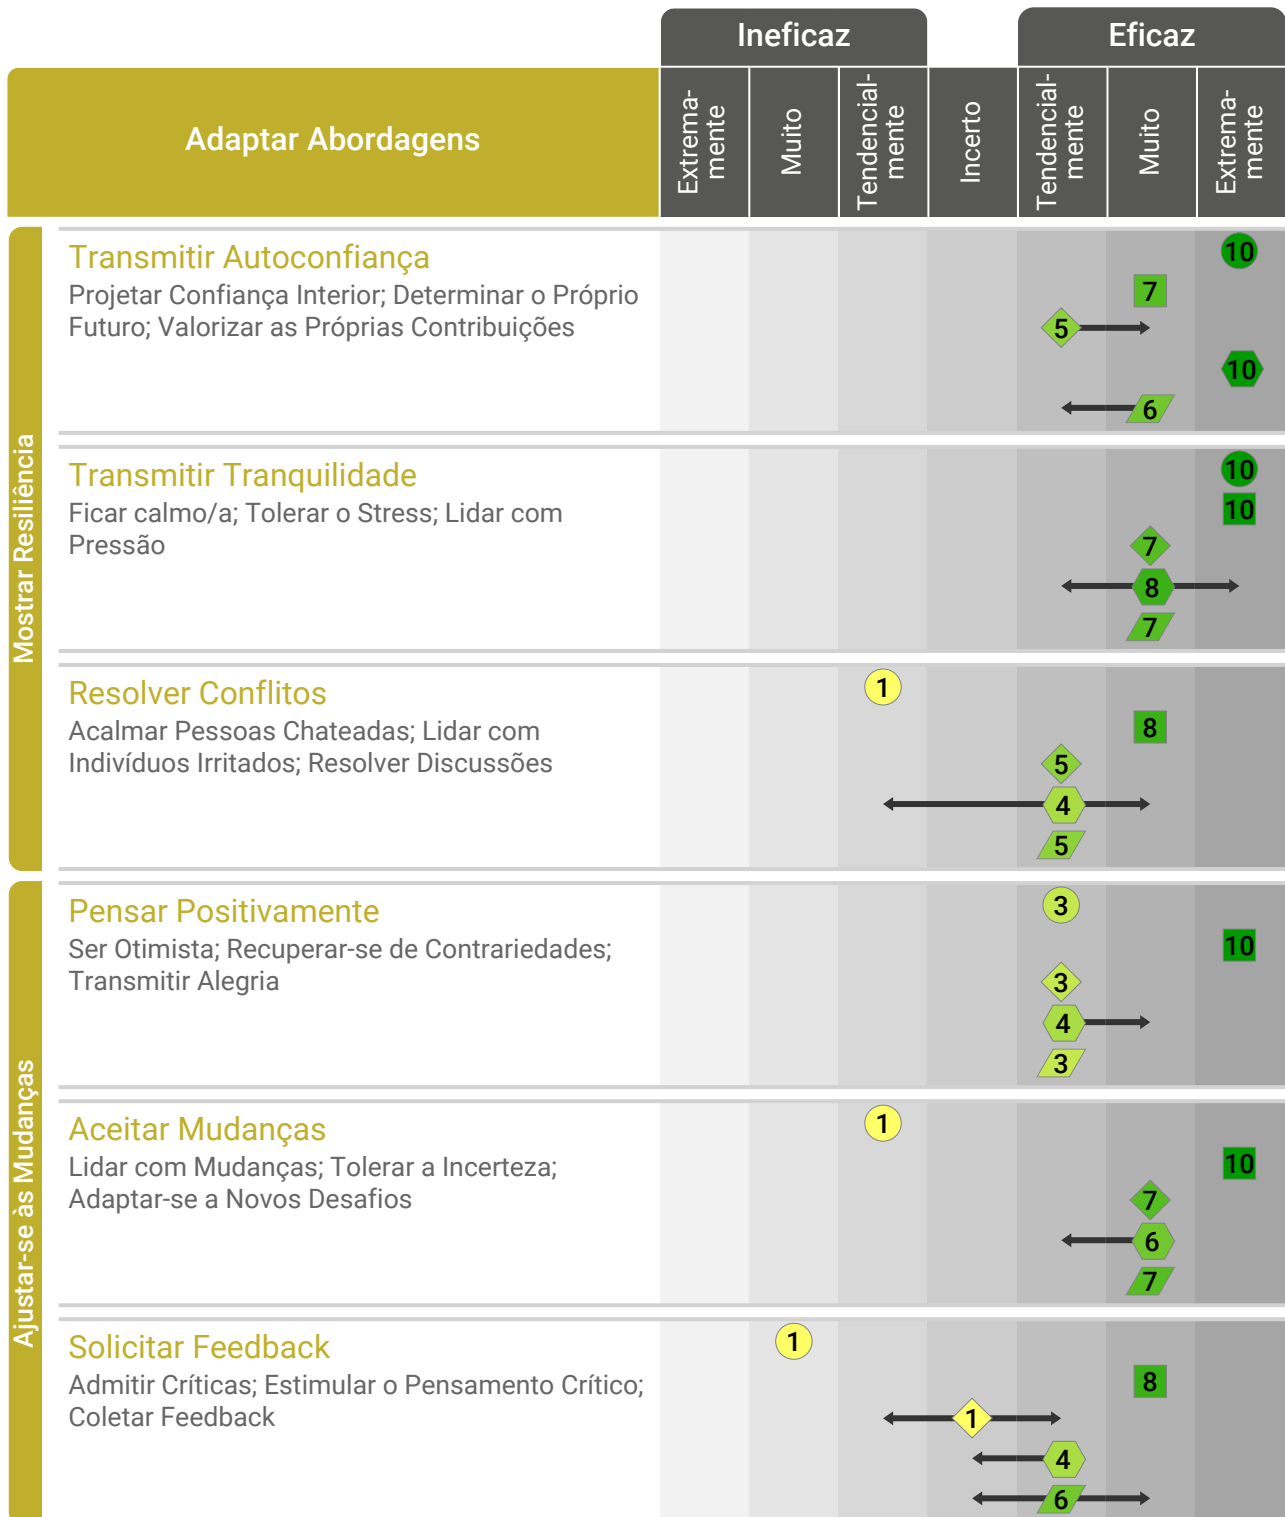 Ineficaz
Eficaz
Adaptar Abordagens
Extrema-
mente
Muito
Tendencial-
mente
Incerto
Tendencial-
mente
Muito
Extrema-
mente
Mostrar Resiliência
Transmitir Autoconfiança
Projetar Confiança Interior; Determinar o Próprio
Futuro; Valorizar as Próprias Contribuições
10
7
5
10
6
Transmitir Tranquilidade
Ficar calmo/a; Tolerar o Stress; Lidar com
Pressão
10
10
7
8
7
Resolver Conflitos
Acalmar Pessoas Chateadas; Lidar com
Indivíduos Irritados; Resolver Discussões
1
8
5
4
5
Ajustar-se às Mudanças
Pensar Positivamente
Ser Otimista; Recuperar-se de Contrariedades;
Transmitir Alegria
3
10
3
4
3
Aceitar Mudanças
Lidar com Mudanças; Tolerar a Incerteza;
Adaptar-se a Novos Desafios
1
10
7
6
7
Solicitar Feedback
Admitir Críticas; Estimular o Pensamento Crítico;
Coletar Feedback
1
8
1
4
6